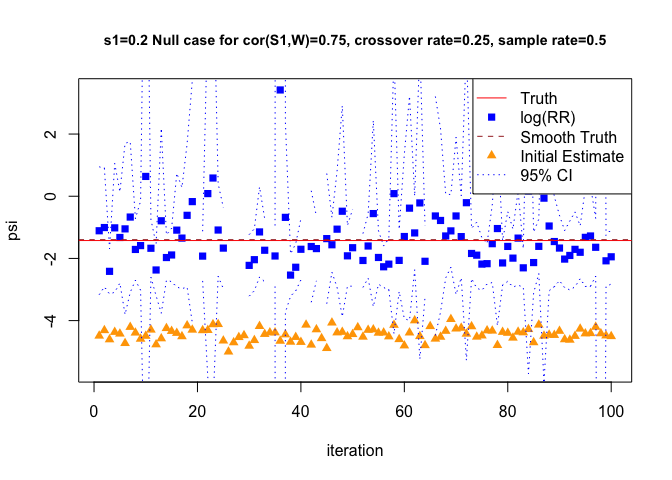 s1=0.2 Null case for cor(S1,W)=0.75, crossover rate=0.25, sample rate=0.5
Truth
log(RR)
Smooth Truth
Initial Estimate
95% CI
psi
2
0
-2
-4
0
20
40
60
80
100
iteration